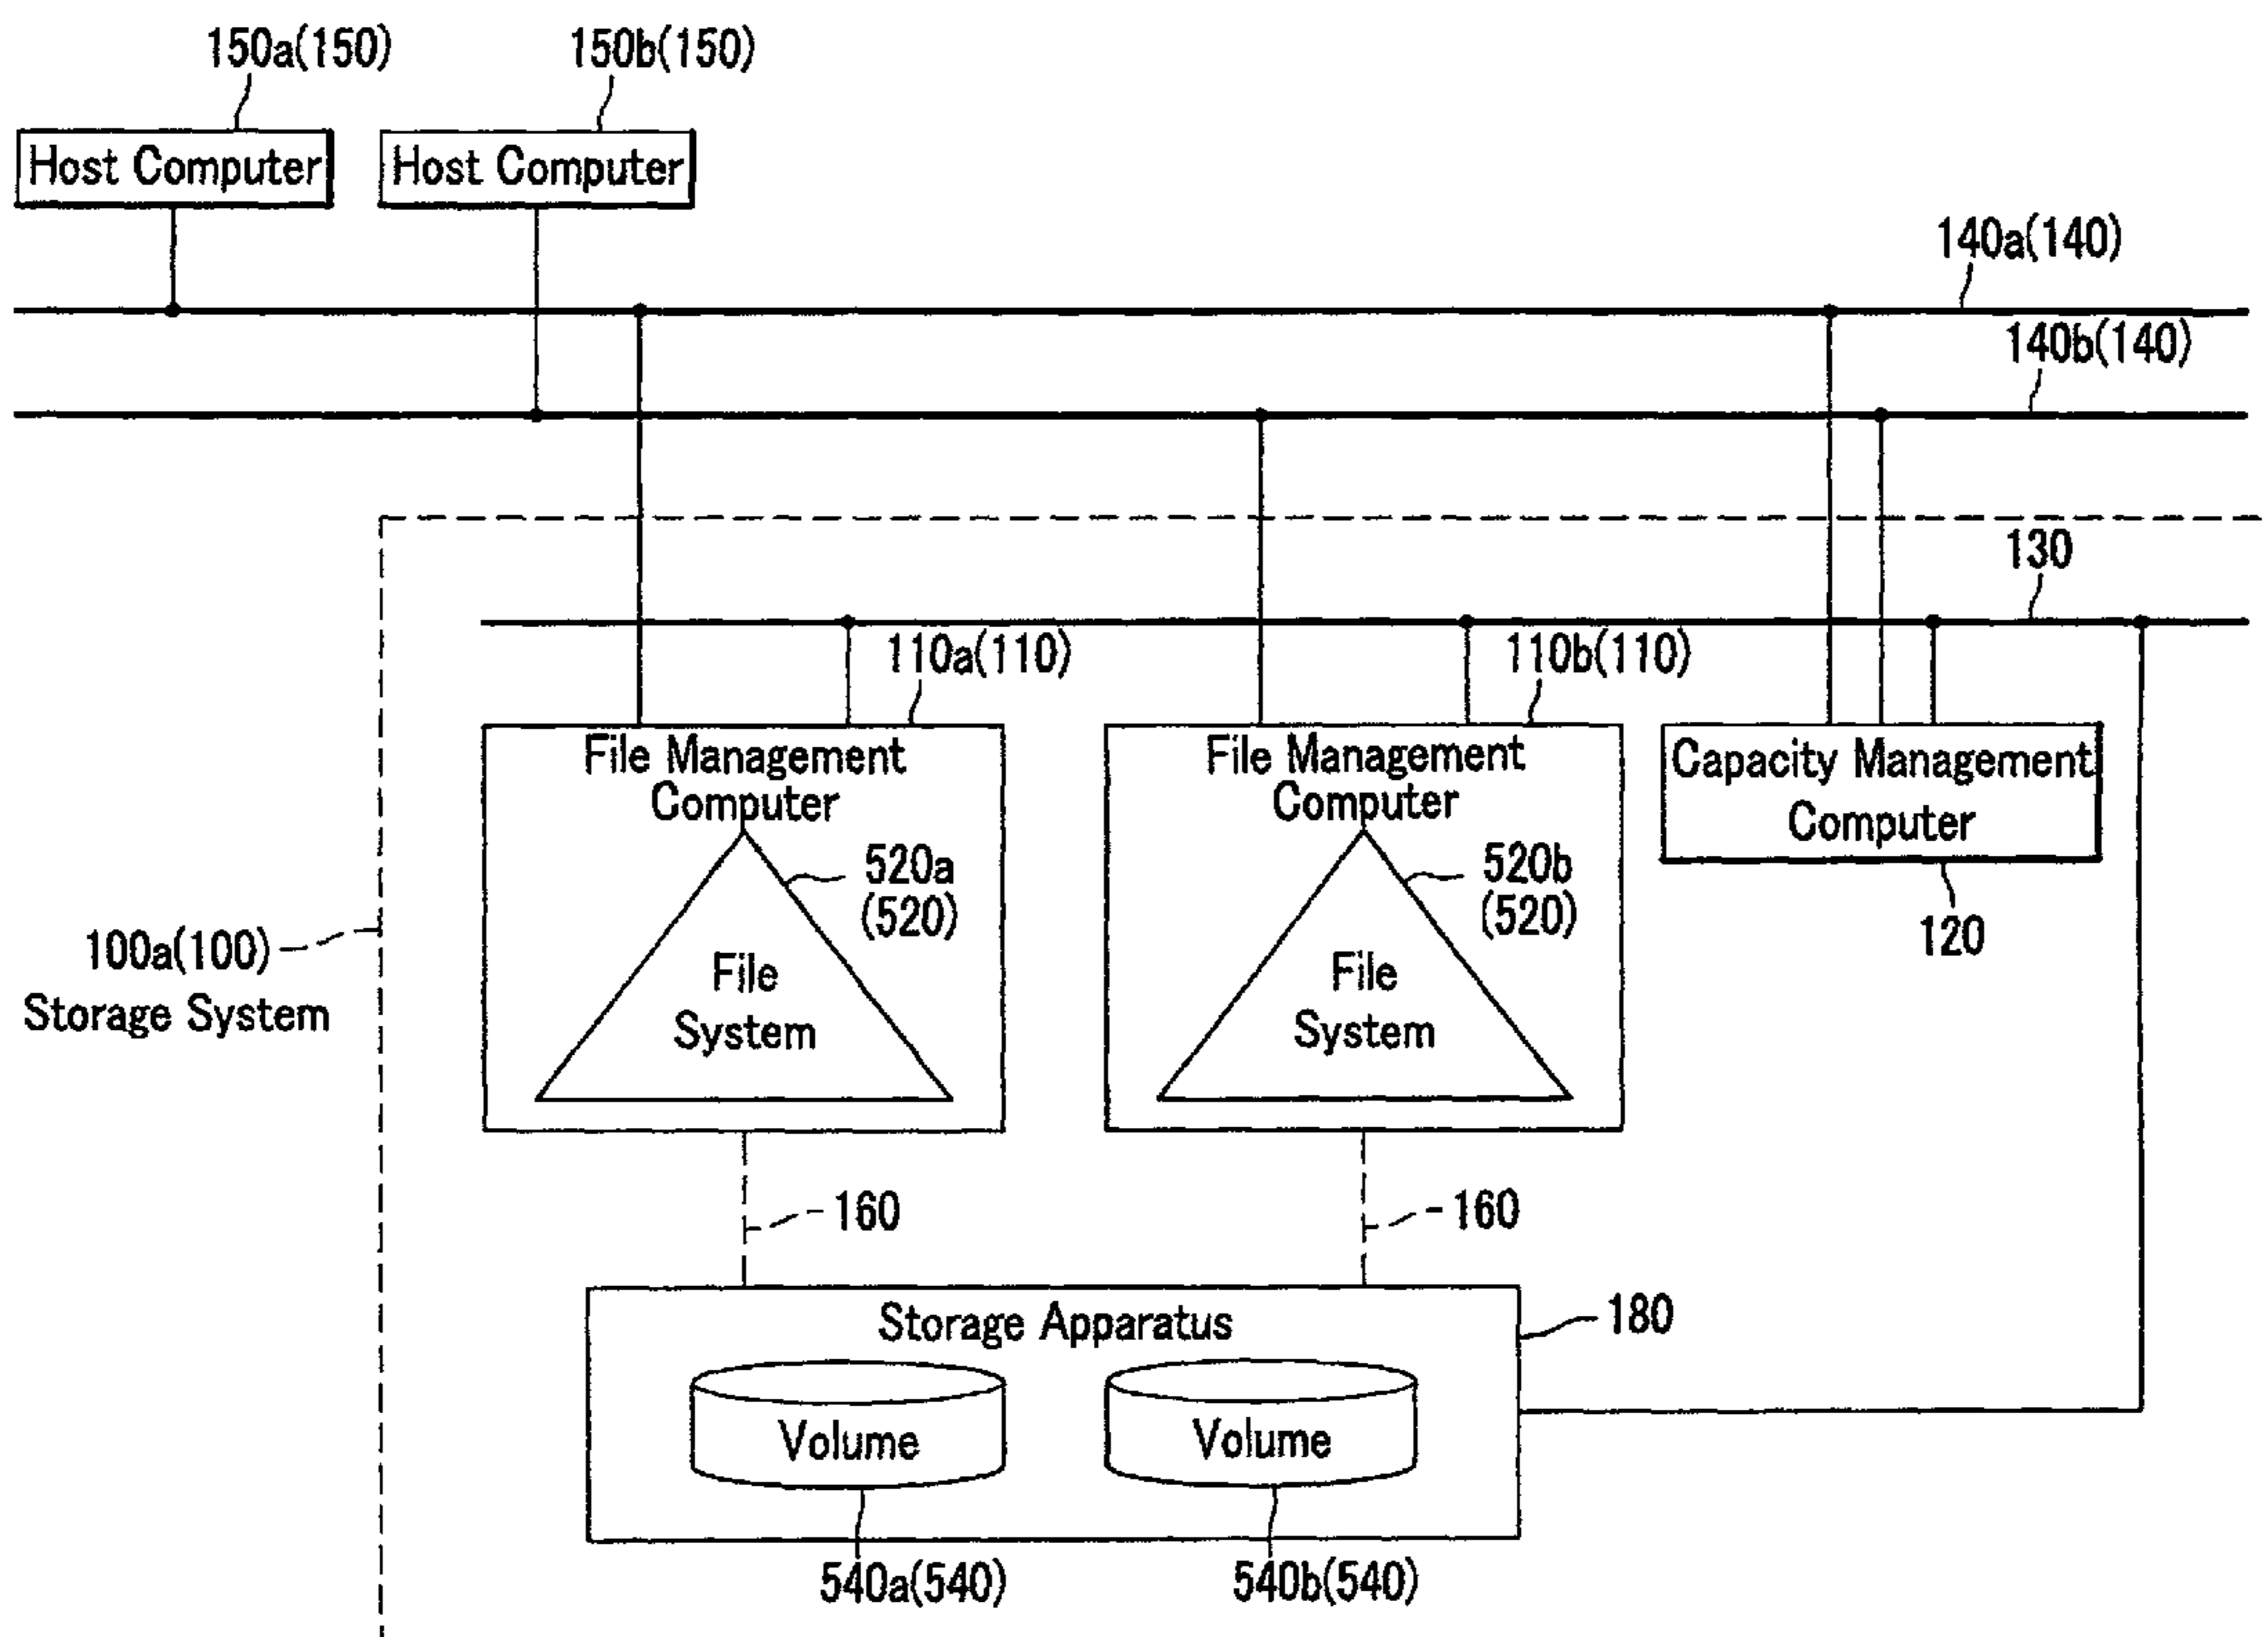 150a(150)
150b(150)
Host Computer
Host Computer
140a(140)
140b(140)
130
110a(110)
110b(110)
File Management
Computer
File Management
Computer
Capacity Management
Computer
520a
(520)
520b
(520)
120
100a(100)
Storage System
File
System
File
System
160
160
Storage Apparatus
180
Volume
Volume
540a(540)
540b(540)